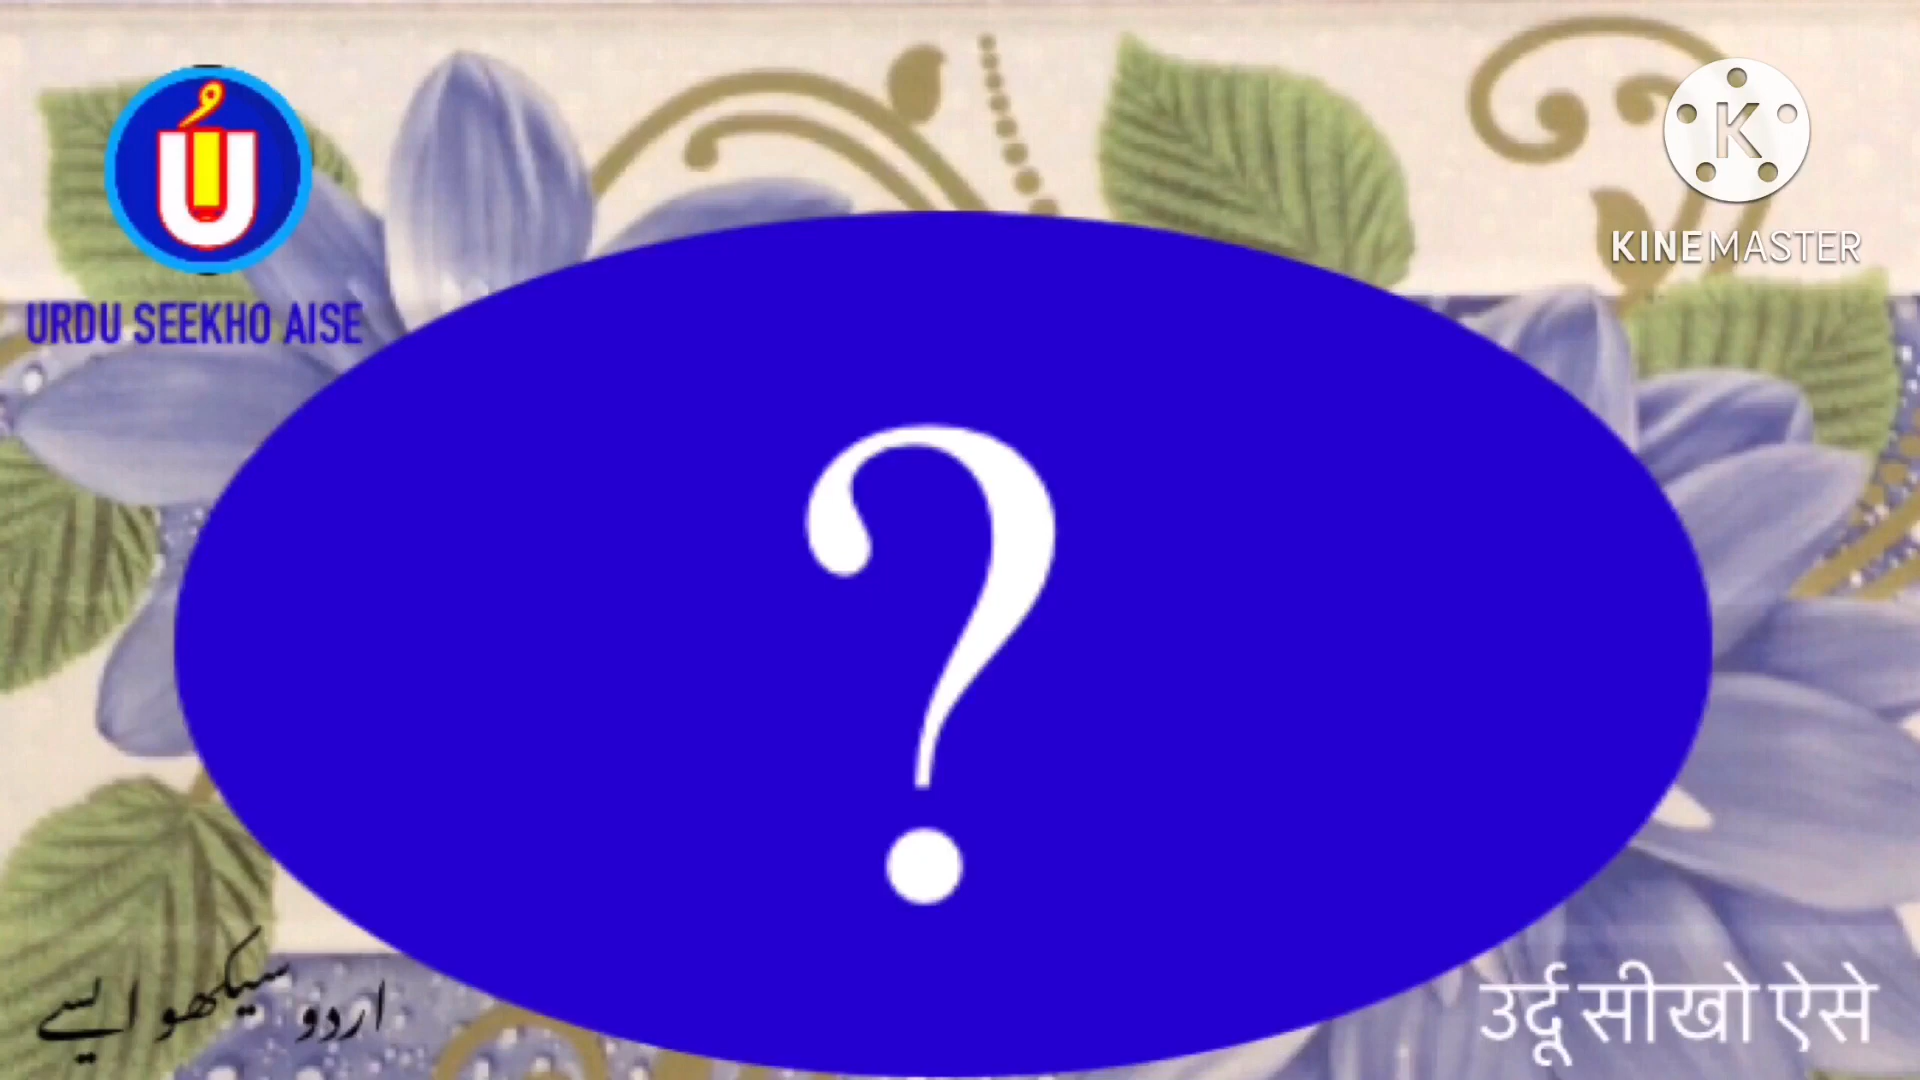 U
K
KINEMASTER
URDU SEEKHO AISE
?
اردو سیکھو ایسے
उर्दू सीखो ऐसे